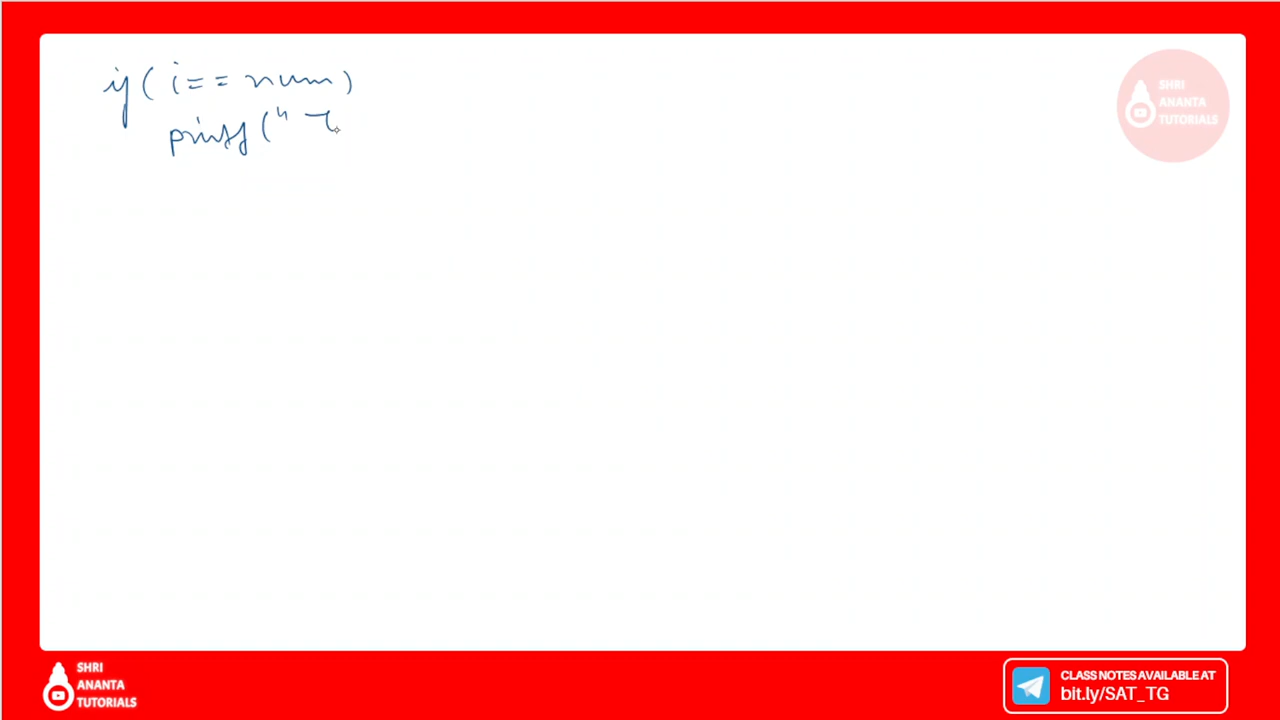 if( i== num)
printf ("
SHRI
ANANTA
TUTORIALS
SHRI
ANANTA
TUTORIALS
CLASS NOTES AVAILABLE AT
bit.ly/SAT_TG